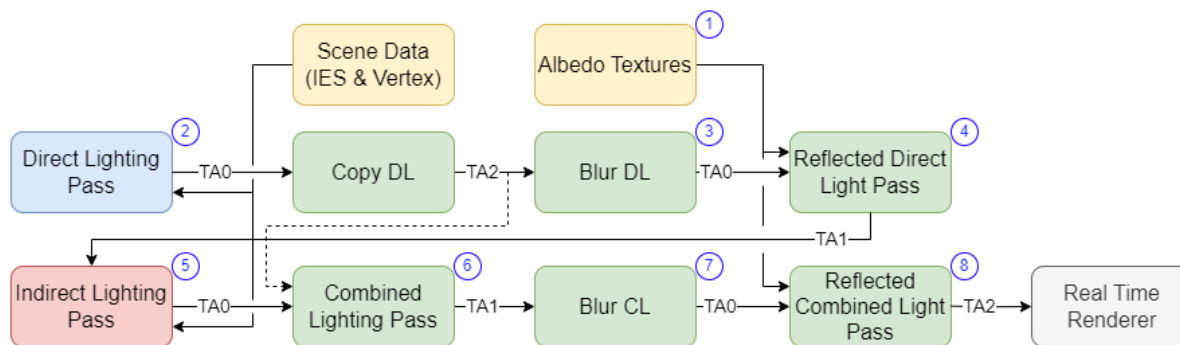 1
Scene Data
(IES & Vertex)
Albedo Textures
2
3
4
Direct Lighting
Pass
TA0
Copy DL
TA2
Blur DL
TA0
Reflected Direct
Light Pass
TA1
5
6
7
8
Indirect Lighting
Pass
TA0
Combined
Lighting Pass
TA1
Blur CL
TA0
Reflected
Combined Light
Pass
TA2
Real Time
Renderer